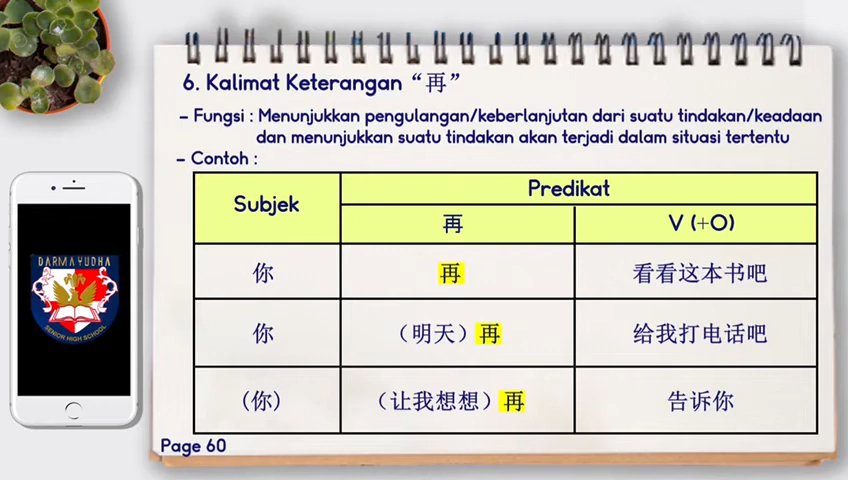 6. Kalimat Keterangan “再”
– Fungsi : Menunjukkan pengulangan/keberlanjutan dari suatu tindakan/keadaan
dan menunjukkan suatu tindakan akan terjadi dalam situasi tertentu
– Contoh :
Subjek
Predikat
再
V (+O)
你
再
看看这本书吧
你
（明天）再
给我打电话吧
(你)
（让我想想）再
告诉你
Page 60
DARMA YUDHA
SENIOR HIGH SCHOOL